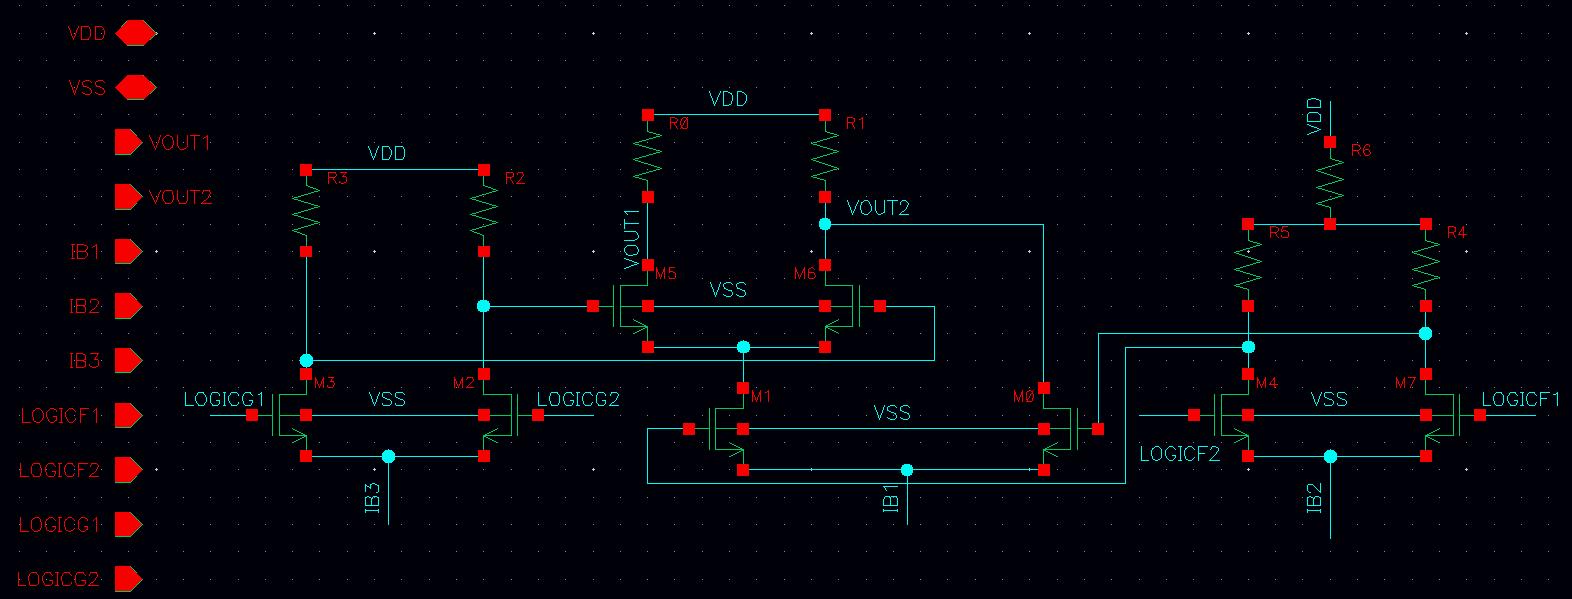 VDD
VSS
VOUT1
VOUT2
IB1
IB2
IB3
LOGICF1
LOGICF2
LOGICG1
LOGICG2
VDD
R3
R2
LOGICG1
M3
VSS
M2
LOGICG2
IB3
VDD
R0
R1
VOUT1
VOUT2
M5
VSS
M6
M1
VSS
M0
IB1
VDD
R6
R5
R4
M4
VSS
M7
LOGICF1
LOGICF2
IB2